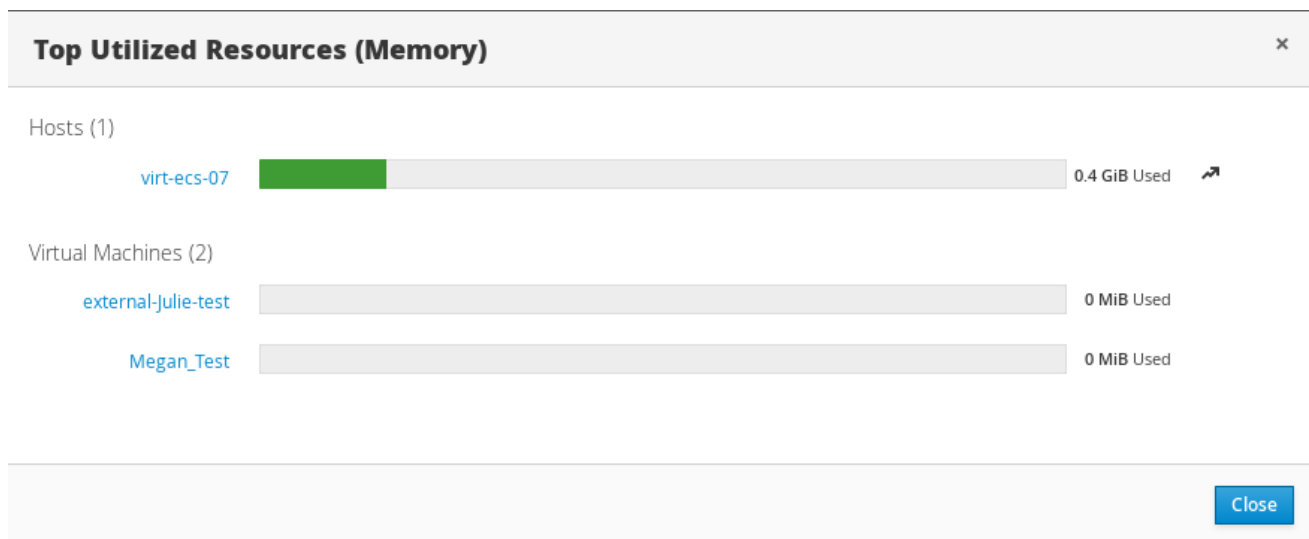 Top Utilized Resources (Memory) ×
Hosts (1)
virt-ecs-07 0.4 GiB Used
Virtual Machines (2)
external-Julie-test 0 MiB Used
Megan_Test 0 MiB Used
Close